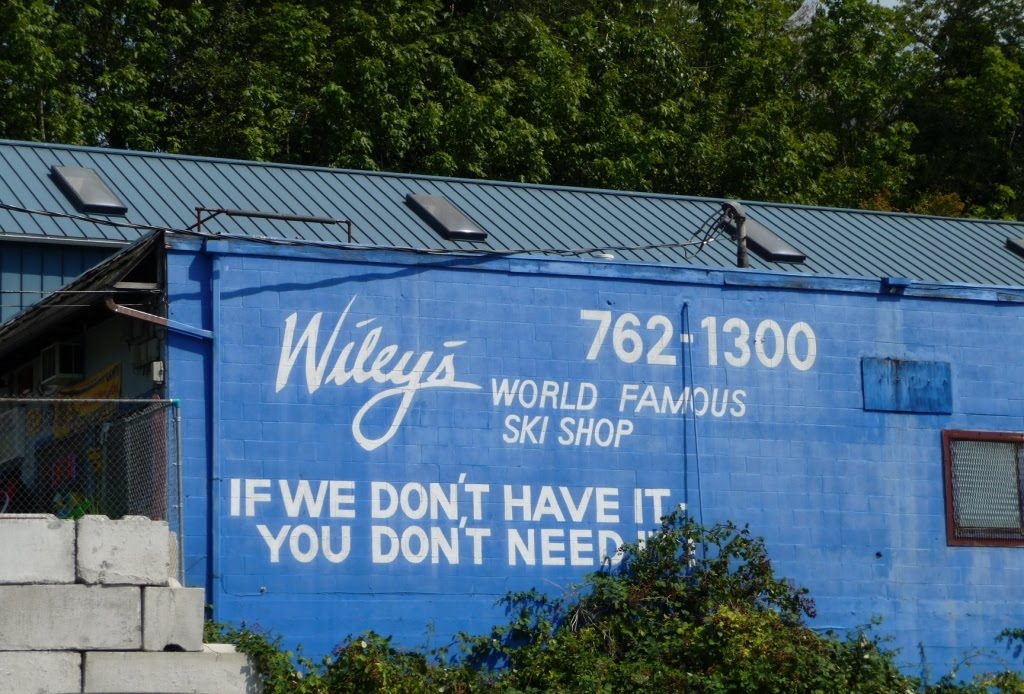 Wiley's
762-1300
WORLD FAMOUS
SKI SHOP
IF WE DON'T HAVE IT,
YOU DON'T NEED